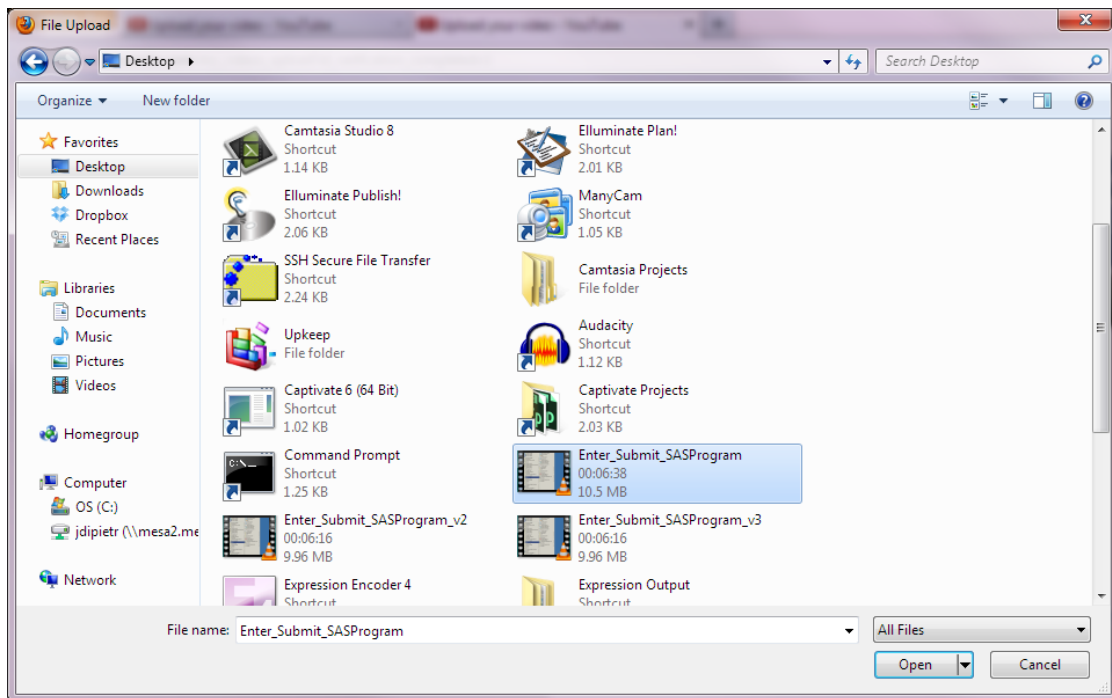 File Upload
Desktop
Search Desktop
Organize
New folder
Favorites
Desktop
Downloads
Dropbox
Recent Places
Libraries
Documents
Music
Pictures
Videos
Homegroup
Computer
OS (C:)
jdipietr (\\mesa2.me
Network
Camtasia Studio 8
Shortcut
1.14 KB
Elluminate Plan!
Shortcut
2.01 KB
Elluminate Publish!
Shortcut
2.06 KB
ManyCam
Shortcut
1.05 KB
SSH Secure File Transfer
Shortcut
2.24 KB
Camtasia Projects
File folder
Upkeep
File folder
Audacity
Shortcut
1.12 KB
Captivate 6 (64 Bit)
Shortcut
1.02 KB
Captivate Projects
Shortcut
2.03 KB
Command Prompt
Shortcut
1.25 KB
Enter_Submit_SASProgram
00:06:38
10.5 MB
Enter_Submit_SASProgram_v2
00:06:16
9.96 MB
Enter_Submit_SASProgram_v3
00:06:16
9.96 MB
Expression Encoder 4
Shortcut
Expression Output
Shortcut
File name: Enter_Submit_SASProgram
All Files
Open
Cancel